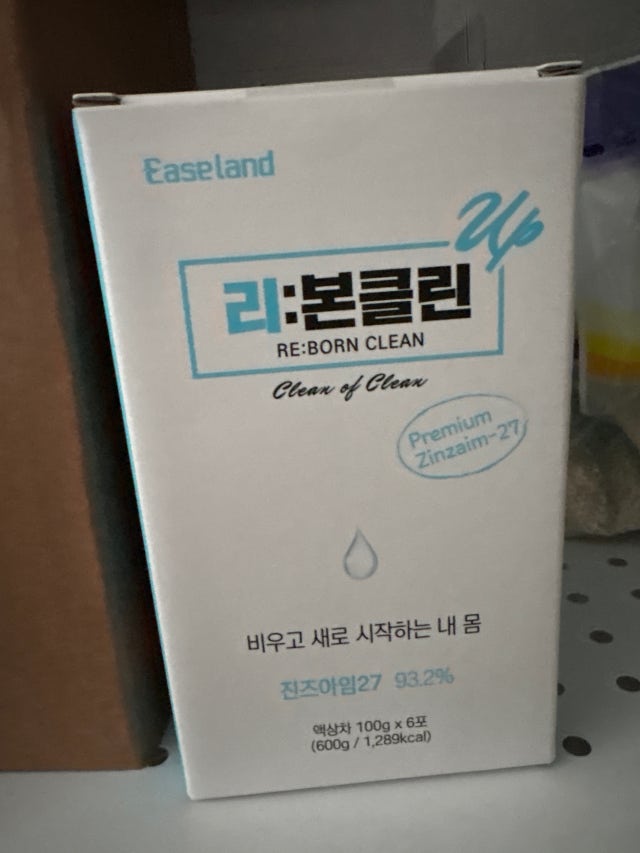 Easeland
Up
리:본클린
RE:BORN CLEAN
Clean of Clean
Premium
Zinzaim-27
비우고 새로 시작하는 내 몸
진즈아임27 93.2%
액상차 100g x 6포
(600g / 1,289kcal)